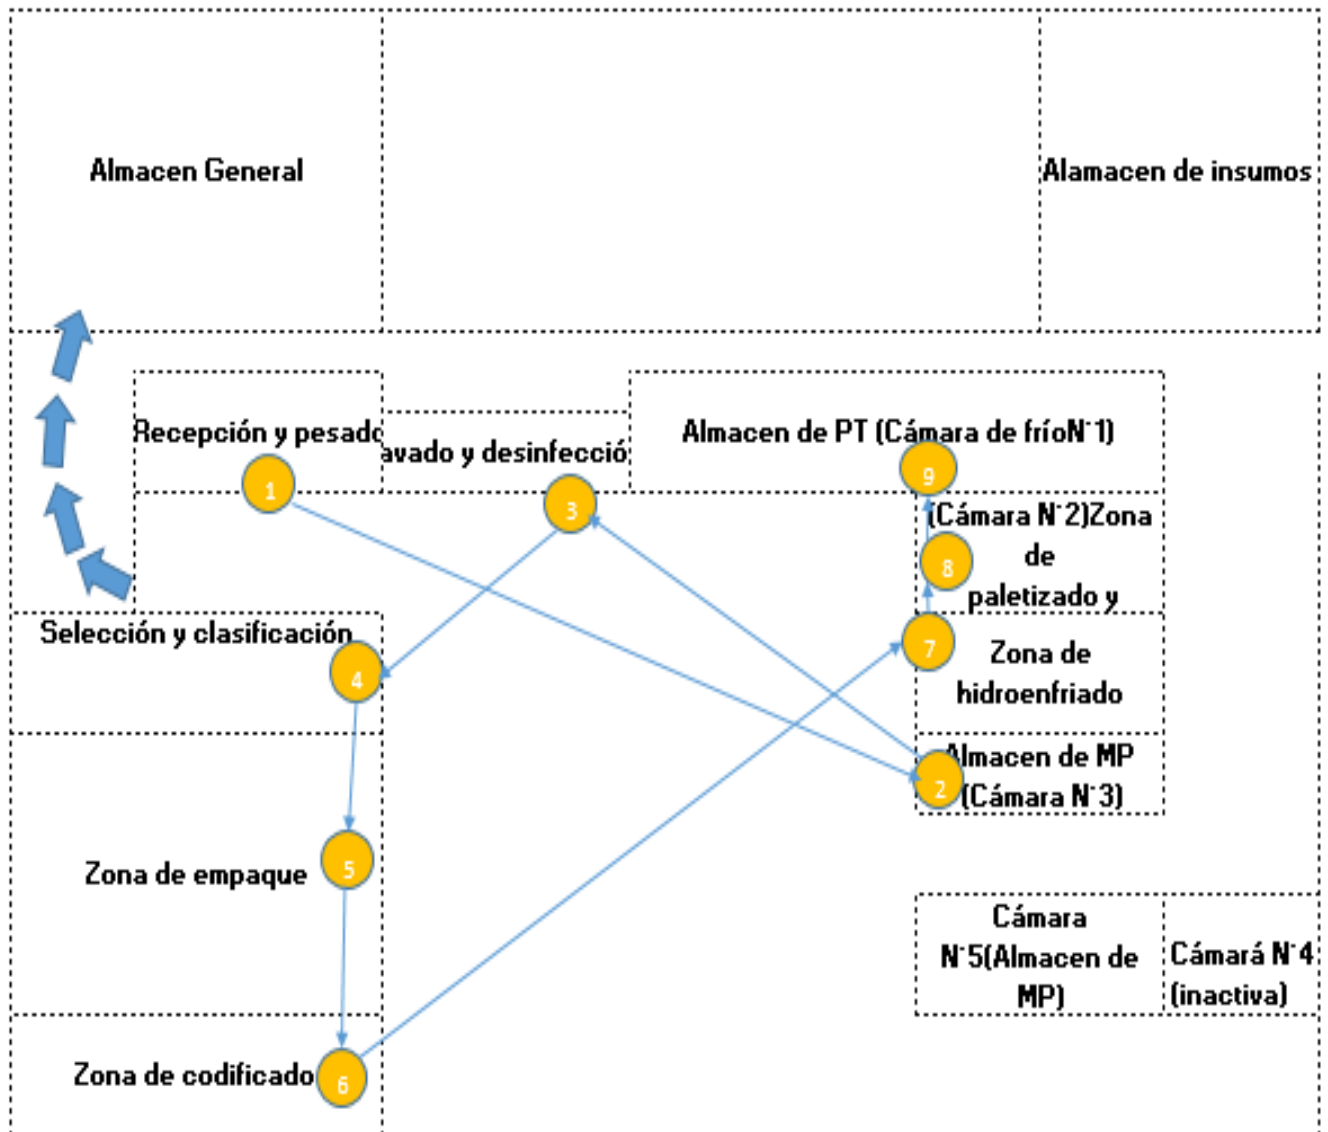 Almacen General
Alamacen de insumos
Recepción y pesado
avado y desinfecció
Almacen de PT (Cámara de fríoN°1)
1
3
9
(Cámara N°2)Zona
de
paletizado y
8
Selección y clasificación
4
7
Zona de
hidroenfriado
Almacen de MP
(Cámara N°3)
2
Zona de empaque
5
Cámara
N°5(Almacen de
MP)
Cámará N°4
(inactiva)
Zona de codificado
6